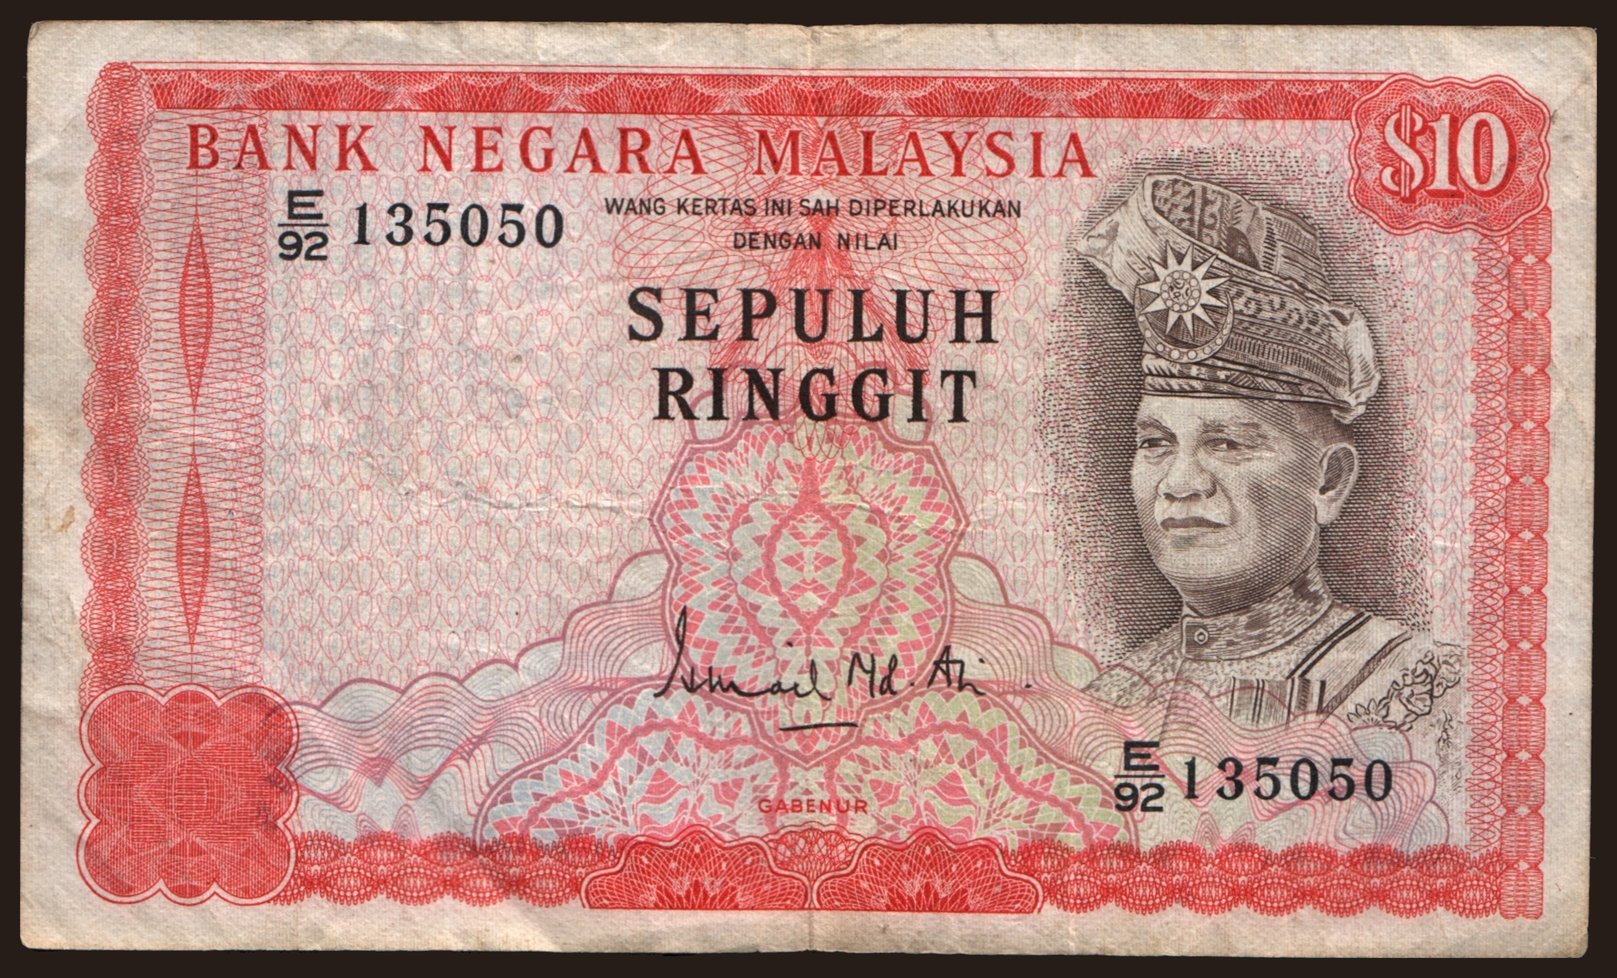 BANK NEGARA MALAYSIA
$10
E/92 135050
WANG KERTAS INI SAH DIPERLAKUKAN
DENGAN NILAI
SEPULUH
RINGGIT
Ismail Md. Ali
GABENUR
E/92 135050